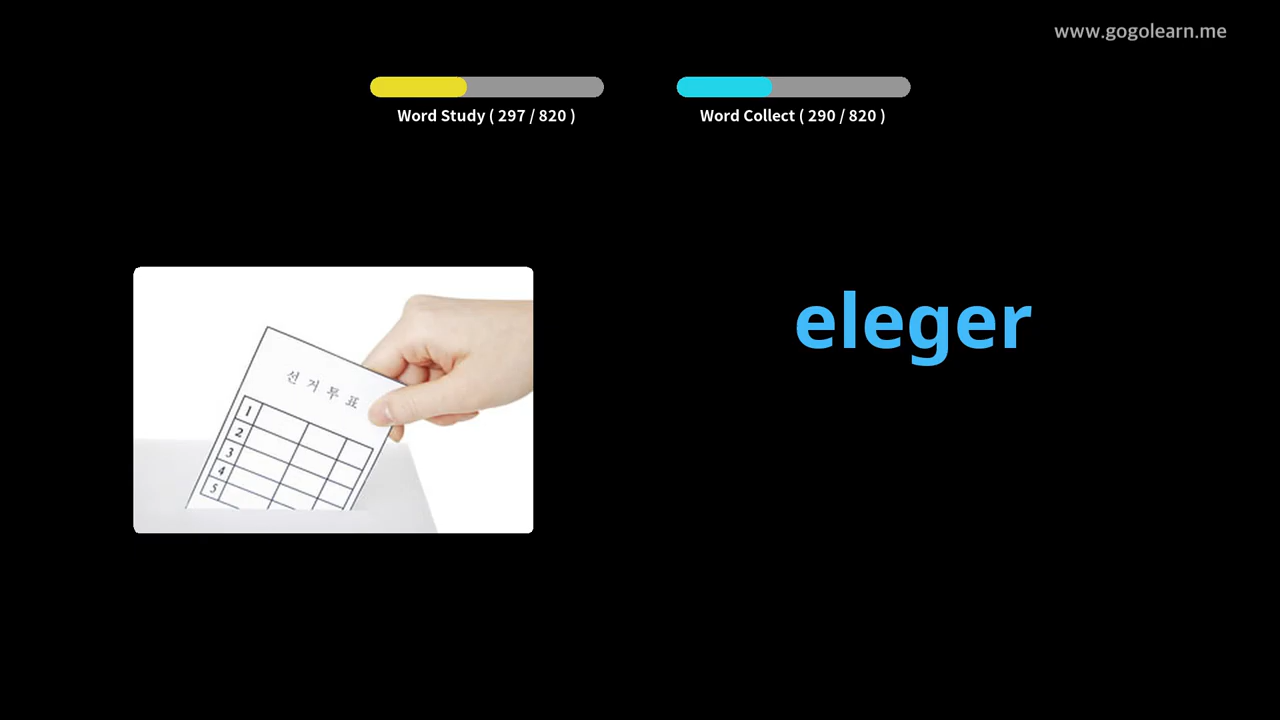 www.gogolearn.me
Word Study ( 297 / 820 )
Word Collect ( 290 / 820 )
eleger
선거투표
1
2
3
4
5